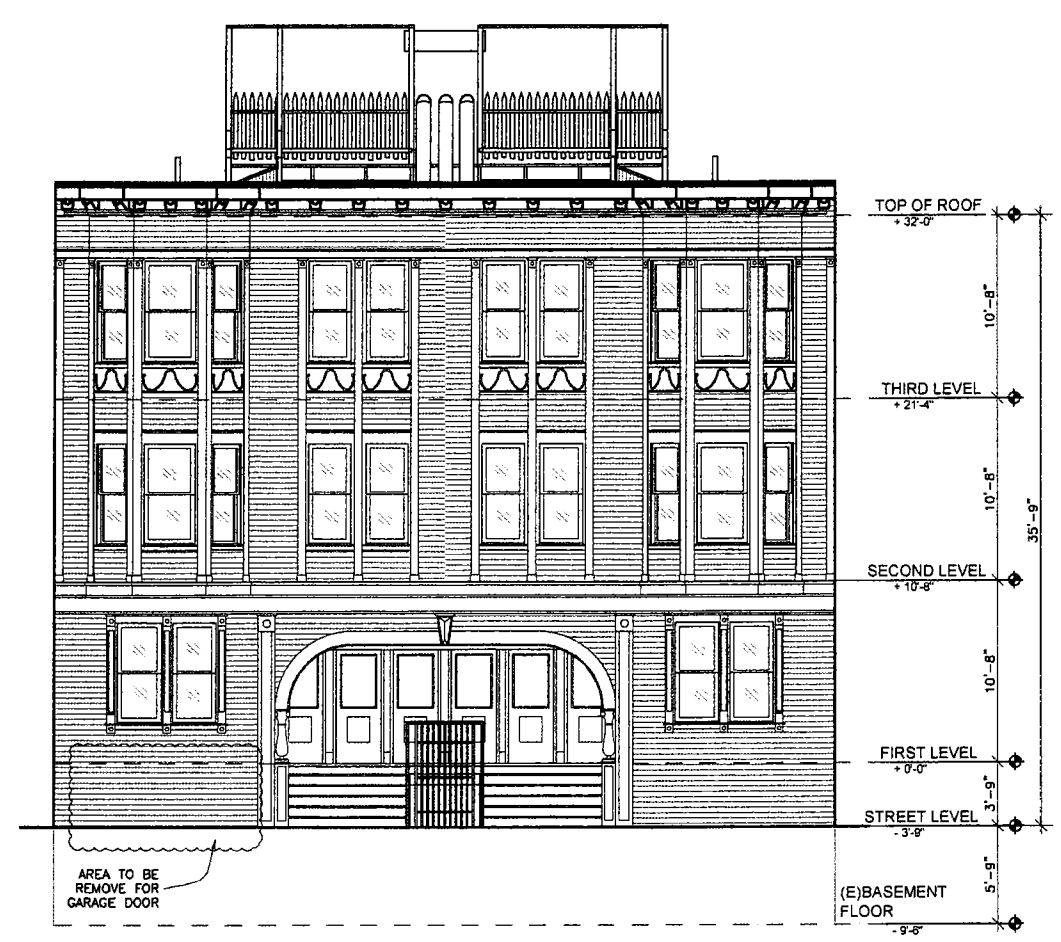 TOP OF ROOF
+ 32'-0"
10'-8"
THIRD LEVEL
+ 21'-4"
10'-8"
35'-9"
SECOND LEVEL
+ 10'-8"
10'-8"
FIRST LEVEL
+ 0'-0"
3'-9"
STREET LEVEL
- 3'-9"
AREA TO BE
REMOVE FOR
GARAGE DOOR
5'-9"
(E)BASEMENT
FLOOR
- 9'-6"